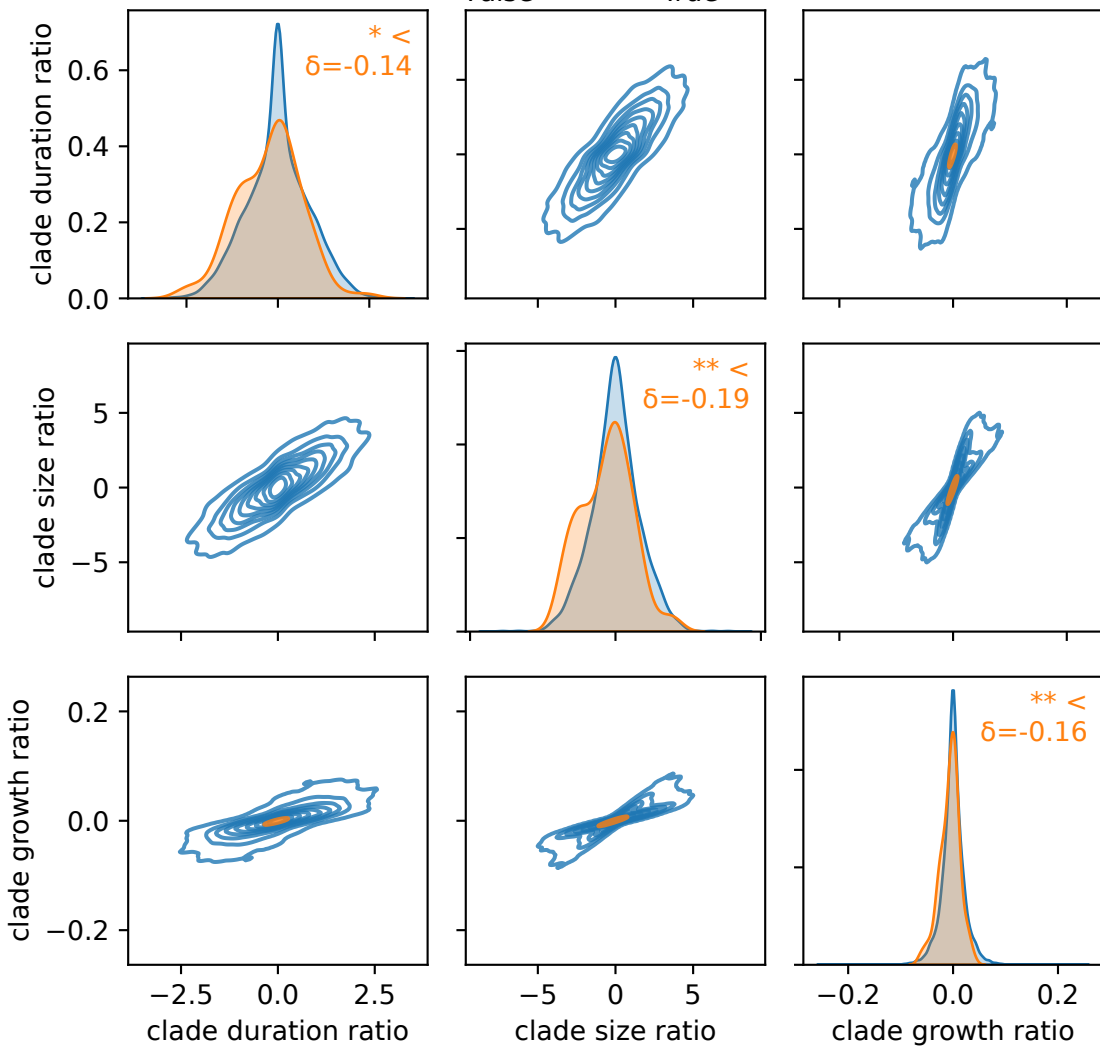 clade duration ratio
0.6
0.4
0.2
0.0
* <
δ=-0.14
clade size ratio
5
0
−5
** <
δ=-0.19
clade growth ratio
0.2
0.0
−0.2
** <
δ=-0.16
−2.5 0.0 2.5
−5 0 5
−0.2 0.0 0.2
clade duration ratio
clade size ratio
clade growth ratio